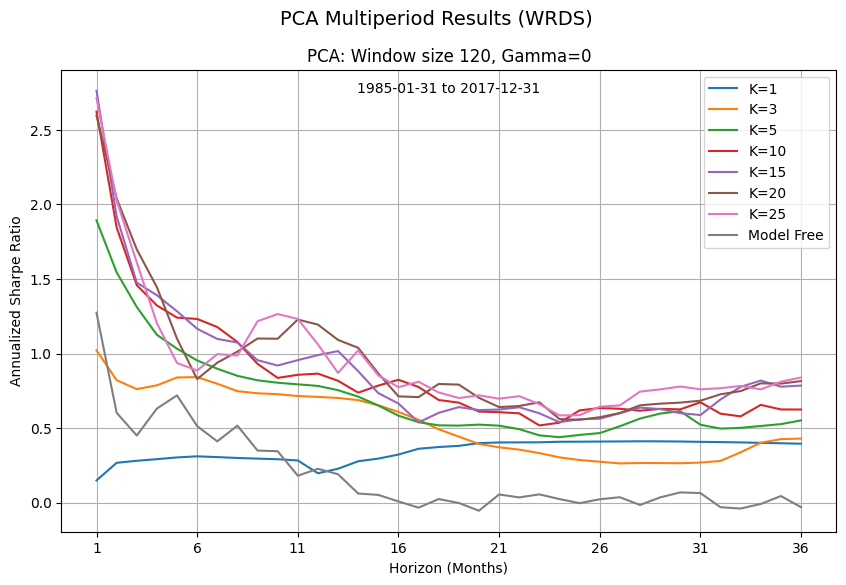 PCA Multiperiod Results (WRDS)
PCA: Window size 120, Gamma=0
1985-01-31 to 2017-12-31
K=1
K=3
K=5
K=10
K=15
K=20
K=25
Model Free
Annualized Sharpe Ratio
2.5
2.0
1.5
1.0
0.5
0.0
1 6 11 16 21 26 31 36
Horizon (Months)